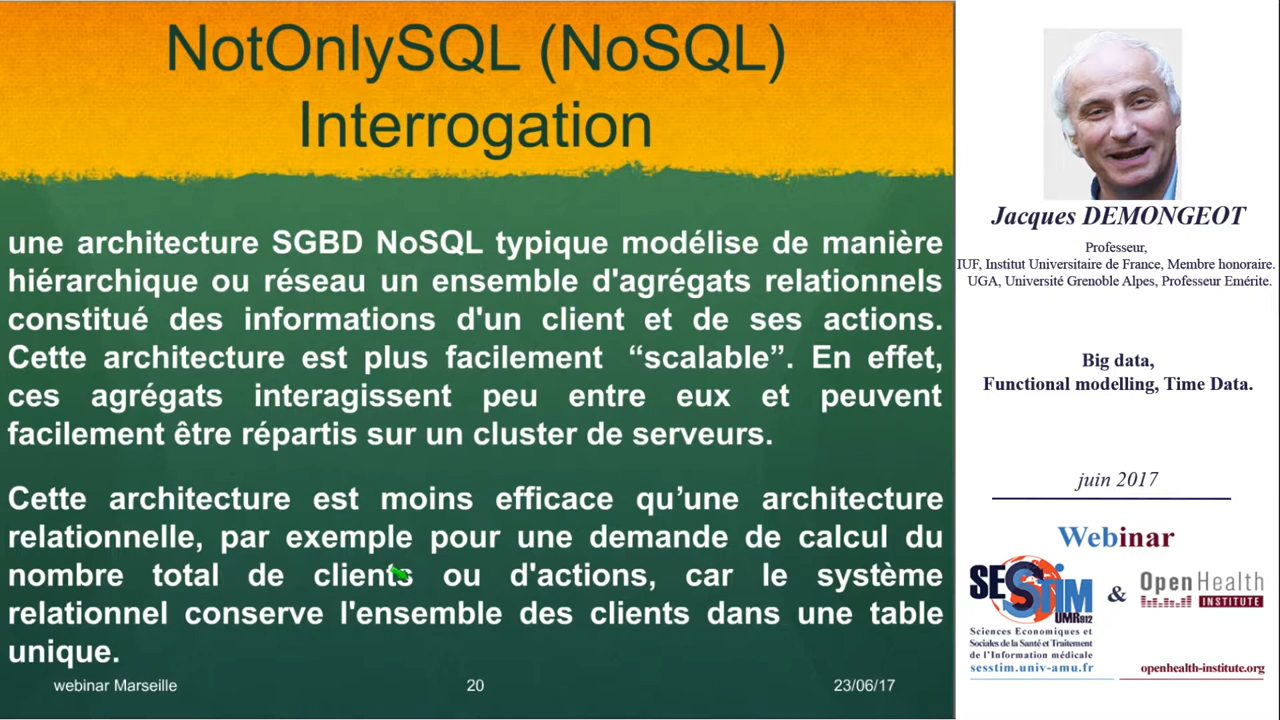 NotOnlySQL (NoSQL)
Interrogation
une architecture SGBD NoSQL typique modélise de manière
hiérarchique ou réseau un ensemble d'agrégats relationnels
constitué des informations d'un client et de ses actions.
Cette architecture est plus facilement “scalable”. En effet,
ces agrégats interagissent peu entre eux et peuvent
facilement être répartis sur un cluster de serveurs.
Cette architecture est moins efficace qu’une architecture
relationnelle, par exemple pour une demande de calcul du
nombre total de clients ou d'actions, car le système
relationnel conserve l'ensemble des clients dans une table
unique.
webinar Marseille
20
23/06/17
Jacques DEMONGEOT
Professeur,
IUF, Institut Universitaire de France, Membre honoraire.
UGA, Université Grenoble Alpes, Professeur Emérite.
Big data,
Functional modelling, Time Data.
juin 2017
Webinar
SESSTIM
UMR912
Sciences Economiques et
Sociales de la Santé et Traitement
de l'Information médicale
sesstim.univ-amu.fr
&
OpenHealth
INSTITUTE
openhealth-institute.org